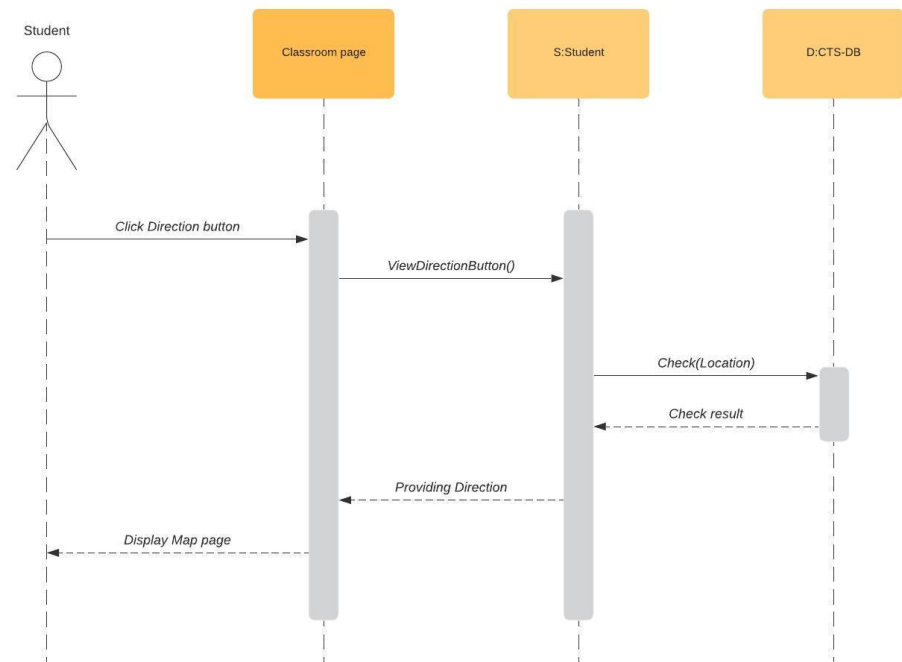 Student
Classroom page
S:Student
D:CTS-DB
Click Direction button
ViewDirectionButton()
Check(Location)
Check result
Providing Direction
Display Map page